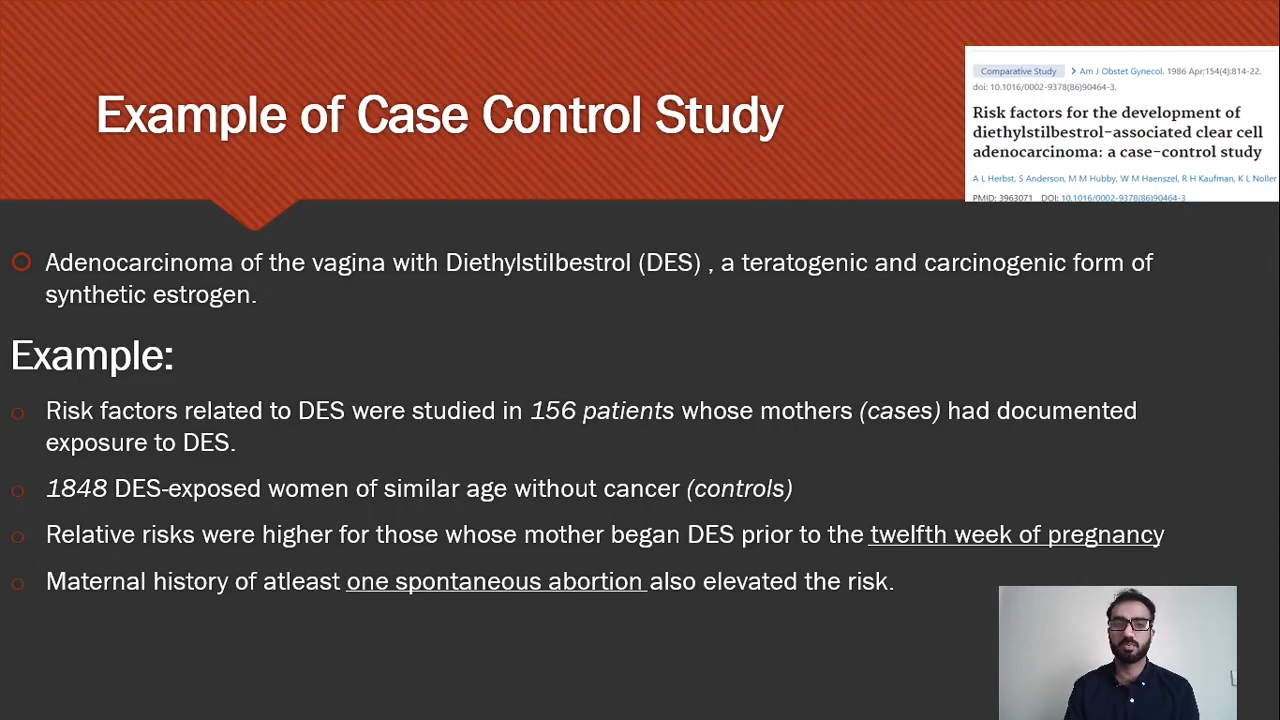 Example of Case Control Study
Comparative Study > Am J Obstet Gynecol. 1986 Apr;154(4):814-22.
doi: 10.1016/0002-9378(86)90464-3.
Risk factors for the development of
diethylstilbestrol-associated clear cell
adenocarcinoma: a case-control study
A L Herbst, S Anderson, M M Hubby, W M Haenszel, R H Kaufman, K L Noller
PMID: 3963071 DOI: 10.1016/0002-9378(86)90464-3
Adenocarcinoma of the vagina with Diethylstilbestrol (DES) , a teratogenic and carcinogenic form of
synthetic estrogen.
Example:
Risk factors related to DES were studied in 156 patients whose mothers (cases) had documented
exposure to DES.
1848 DES-exposed women of similar age without cancer (controls)
Relative risks were higher for those whose mother began DES prior to the twelfth week of pregnancy
Maternal history of atleast one spontaneous abortion also elevated the risk.